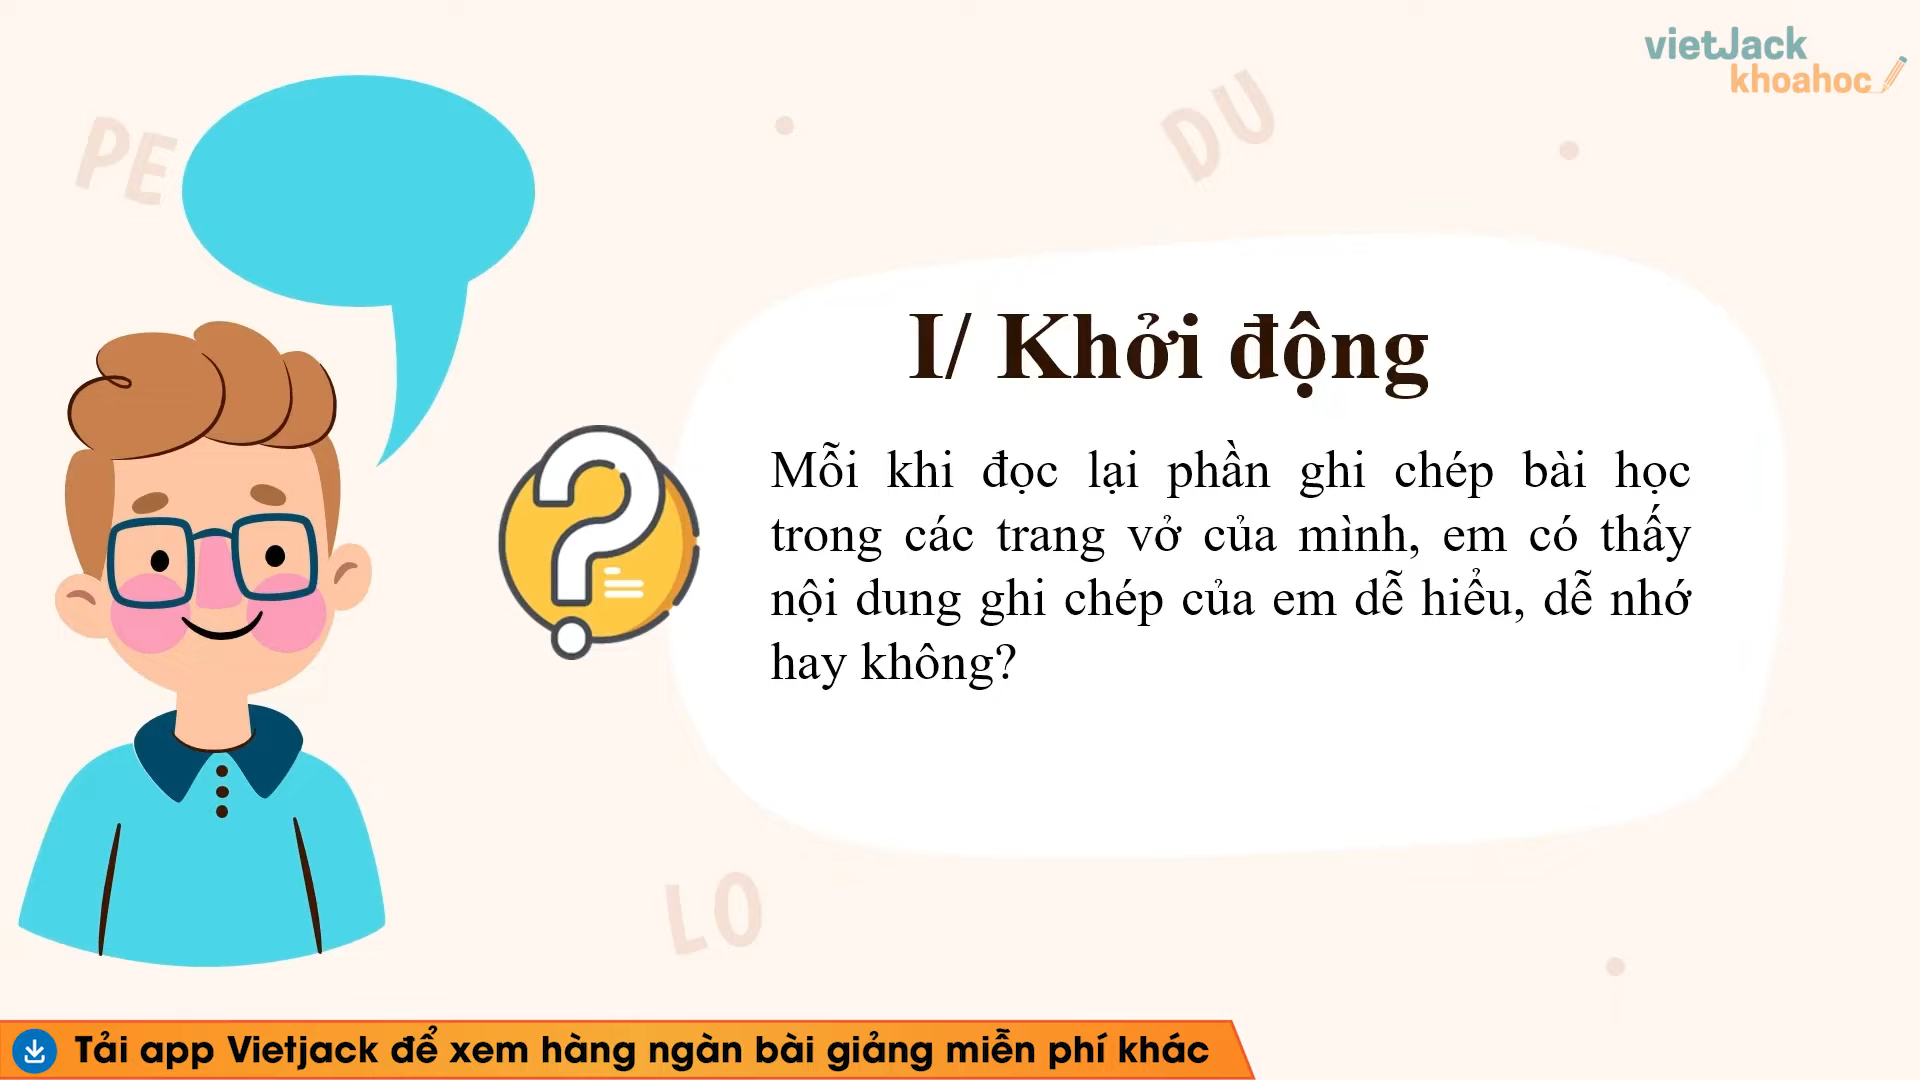 vietJack
khoahoc
PE
DU
I/ Khởi động
Mỗi khi đọc lại phần ghi chép bài học
trong các trang vở của mình, em có thấy
nội dung ghi chép của em dễ hiểu, dễ nhớ
hay không?
LO
Tải app Vietjack để xem hàng ngàn bài giảng miễn phí khác